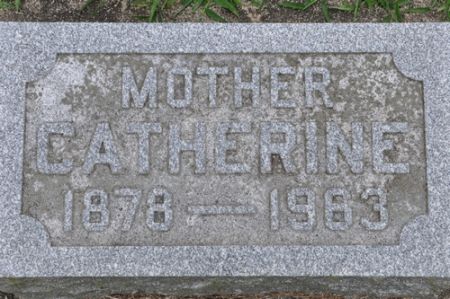 MOTHER
CATHERINE
1878 — 1963